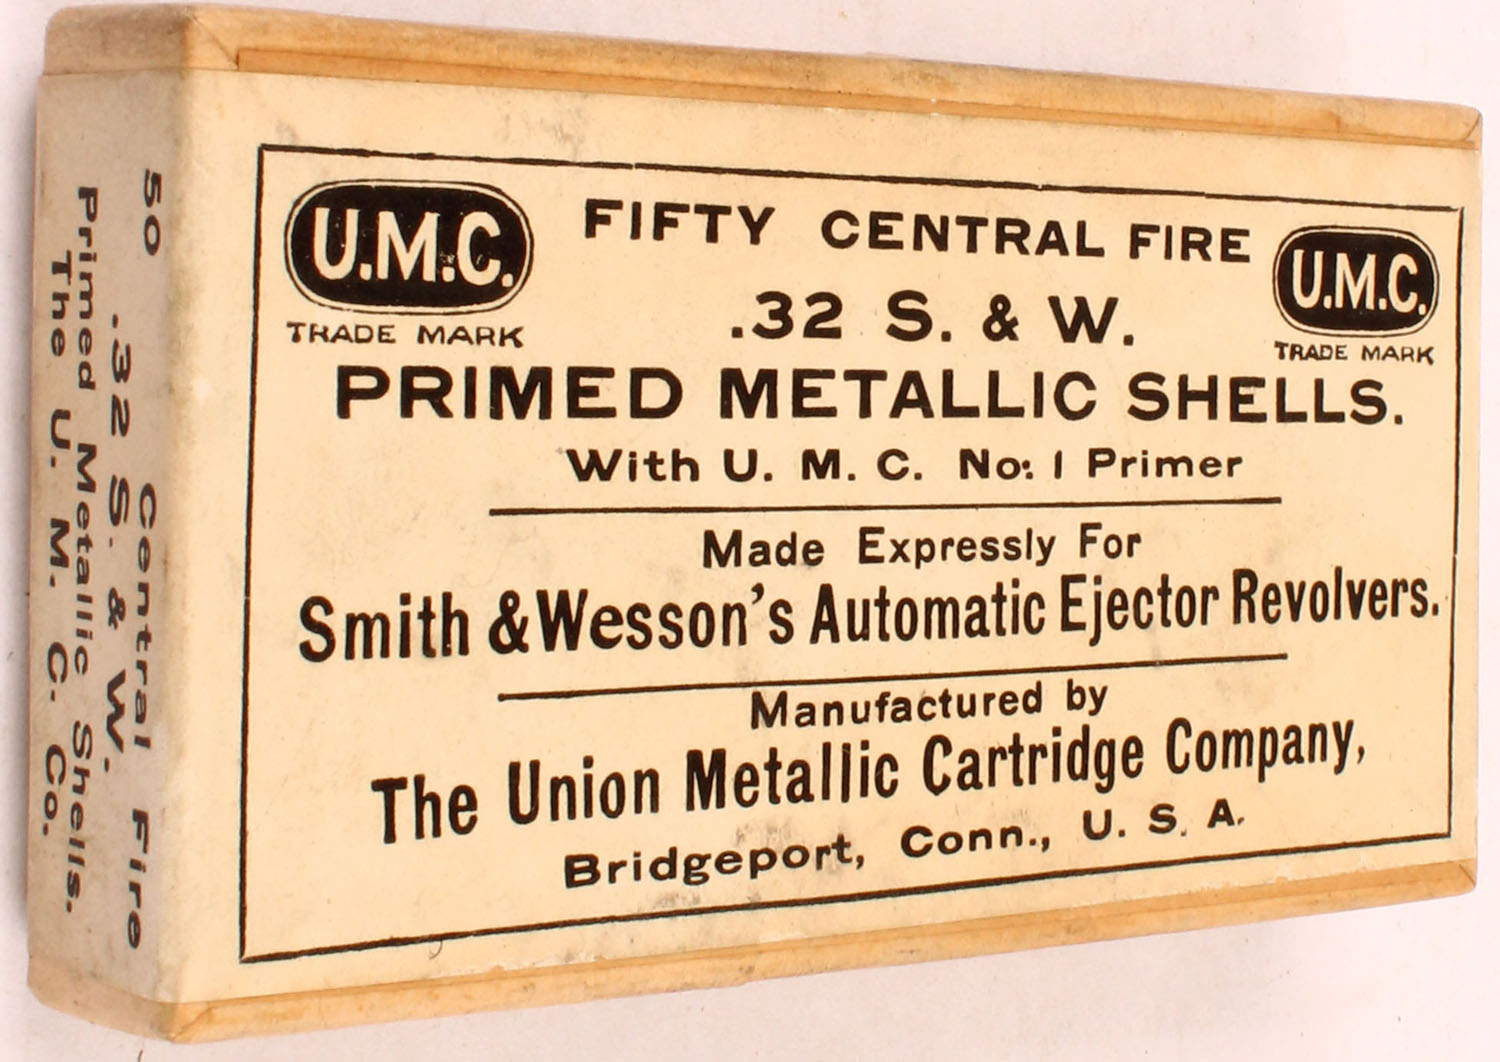 U.M.C.
TRADE MARK
FIFTY CENTRAL FIRE
U.M.C.
TRADE MARK
.32 S. & W.
PRIMED METALLIC SHELLS.
With U. M. C. No. 1 Primer
Made Expressly For
Smith & Wesson's Automatic Ejector Revolvers.
Manufactured by
The Union Metallic Cartridge Company,
Bridgeport, Conn., U. S. A.
50 Central Fire
.32 S. & W.
Primed Metallic Shells.
The U. M. C. Co.